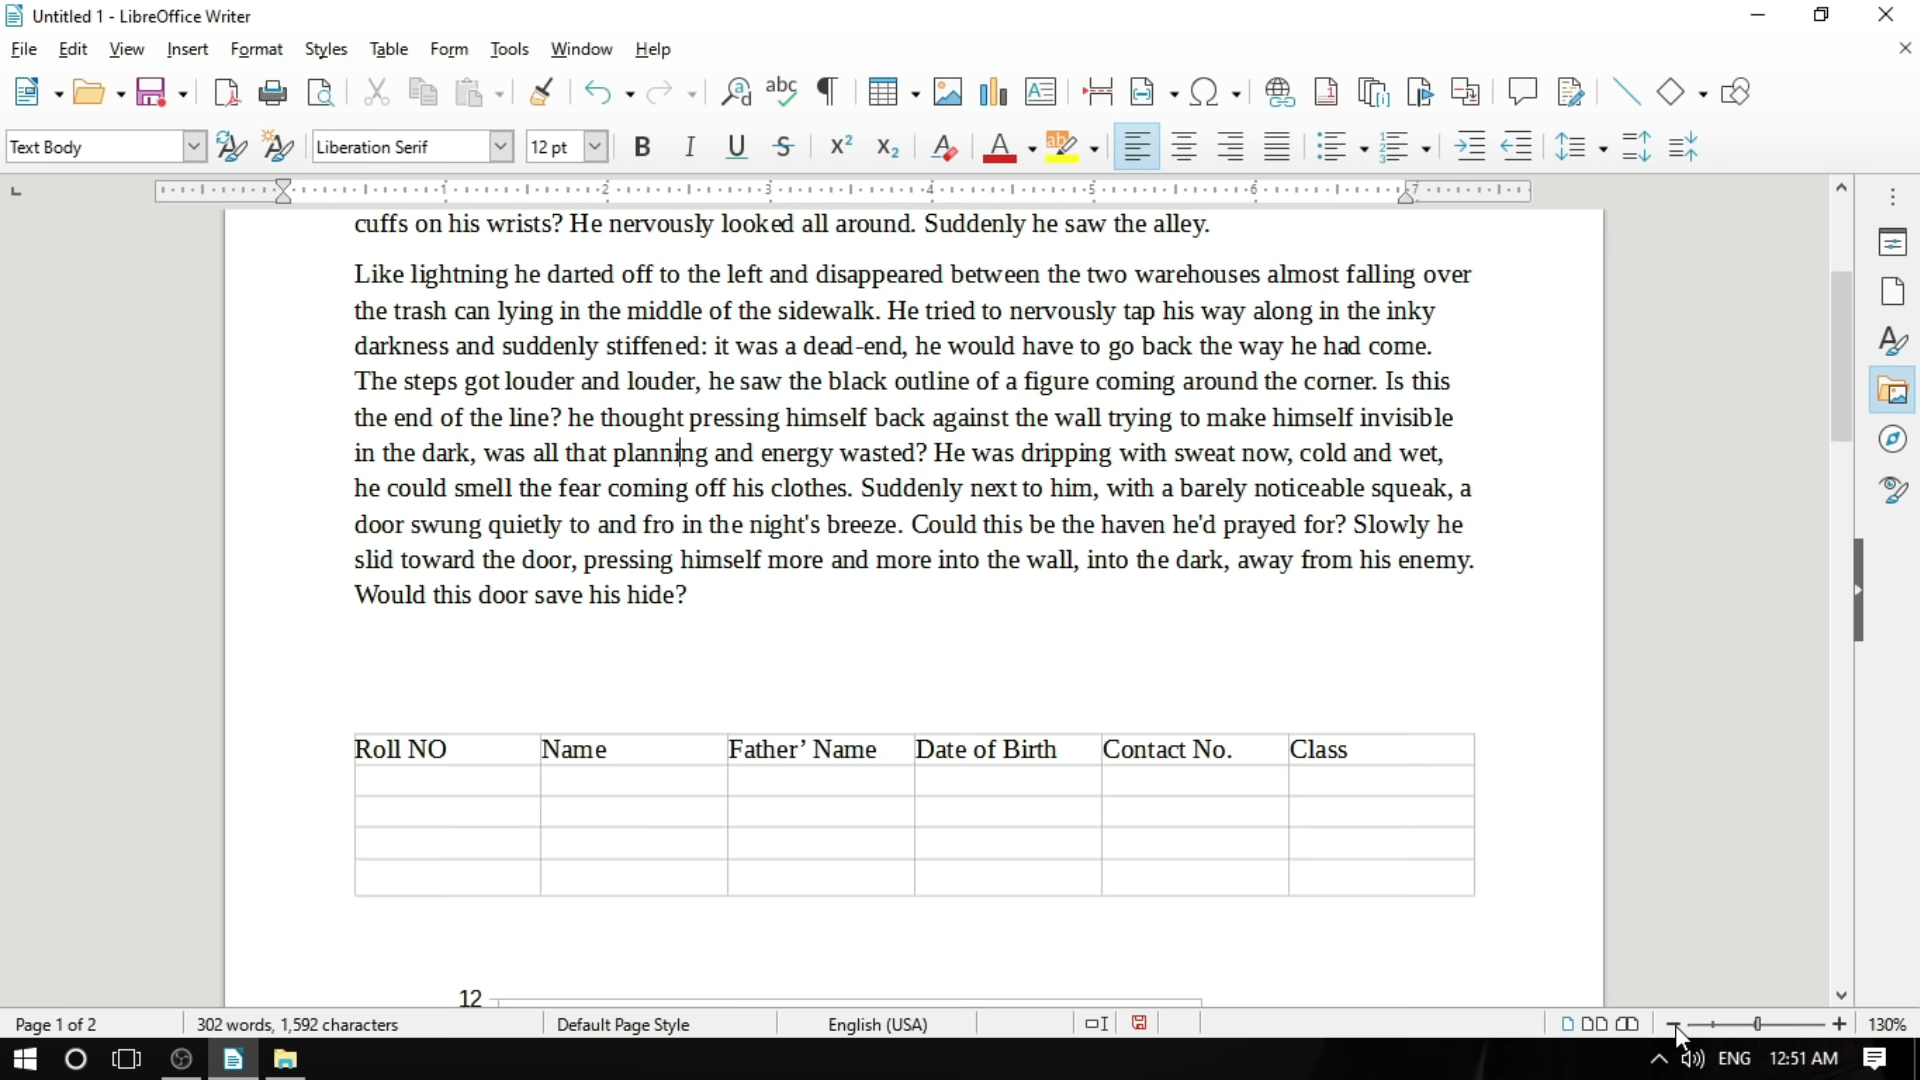 Untitled 1 - LibreOffice Writer
File Edit View Insert Format Styles Table Form Tools Window Help
Text Body Liberation Serif 12 pt
1 2 3 4 5 6 7
cuffs on his wrists? He nervously looked all around. Suddenly he saw the alley.
Like lightning he darted off to the left and disappeared between the two warehouses almost falling over
the trash can lying in the middle of the sidewalk. He tried to nervously tap his way along in the inky
darkness and suddenly stiffened: it was a dead-end, he would have to go back the way he had come.
The steps got louder and louder, he saw the black outline of a figure coming around the corner. Is this
the end of the line? he thought pressing himself back against the wall trying to make himself invisible
in the dark, was all that planning and energy wasted? He was dripping with sweat now, cold and wet,
he could smell the fear coming off his clothes. Suddenly next to him, with a barely noticeable squeak, a
door swung quietly to and fro in the night's breeze. Could this be the haven he'd prayed for? Slowly he
slid toward the door, pressing himself more and more into the wall, into the dark, away from his enemy.
Would this door save his hide?
Roll NO Name Father’ Name Date of Birth Contact No. Class
12
Page 1 of 2 302 words, 1,592 characters Default Page Style English (USA) 130%
ENG 12:51 AM